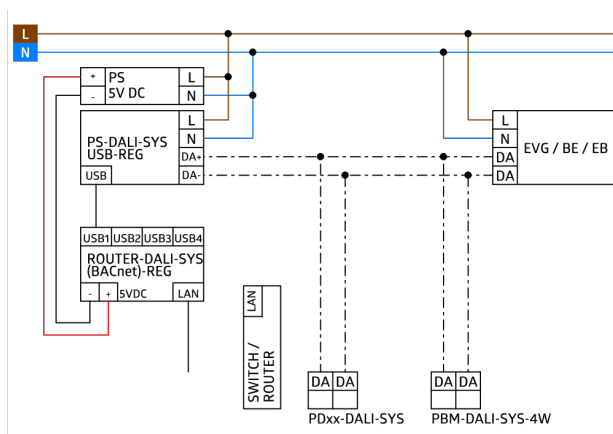 L
N
+ PS L
- 5V DC N
PS-DALI-SYS
USB-REG
L
N
DA+
DA-
USB
L
N
DA
DA
EVG / BE / EB
USB1 USB2 USB3 USB4
ROUTER-DALI-SYS
(BACnet)-REG
- + 5VDC LAN
LAN
SWITCH /
ROUTER
DA DA
PDxx-DALI-SYS
DA DA
PBM-DALI-SYS-4W